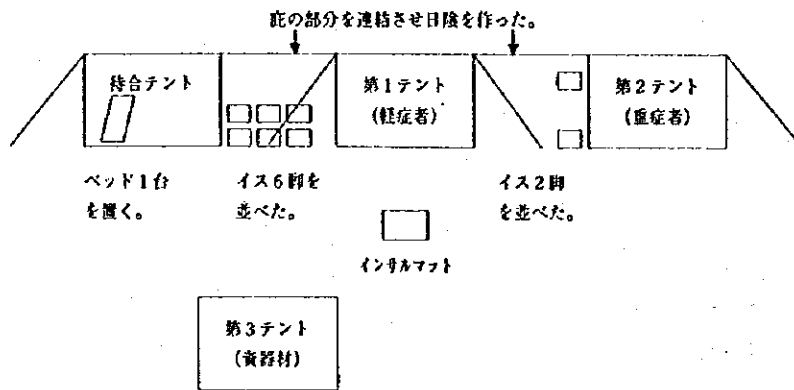 庇の部分を連結させ日陰を作った。
待合テント
第1テント
(軽症者)
第2テント
(重症者)
ベッド1台
を置く。
イス6脚を
並べた。
イス2脚
を並べた。
インサルマット
第3テント
(資器材)